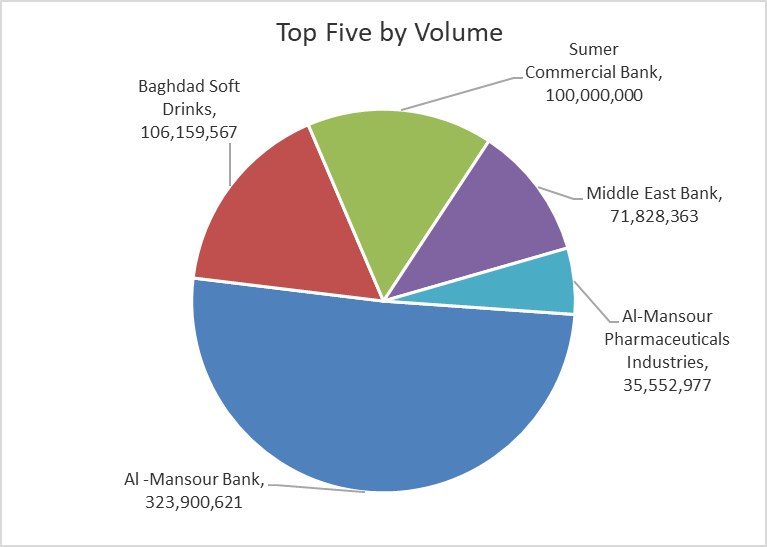 Top Five by Volume
Sumer
Commercial Bank,
100,000,000
Baghdad Soft
Drinks,
106,159,567
Middle East Bank,
71,828,363
Al-Mansour
Pharmaceuticals
Industries,
35,552,977
Al -Mansour Bank,
323,900,621